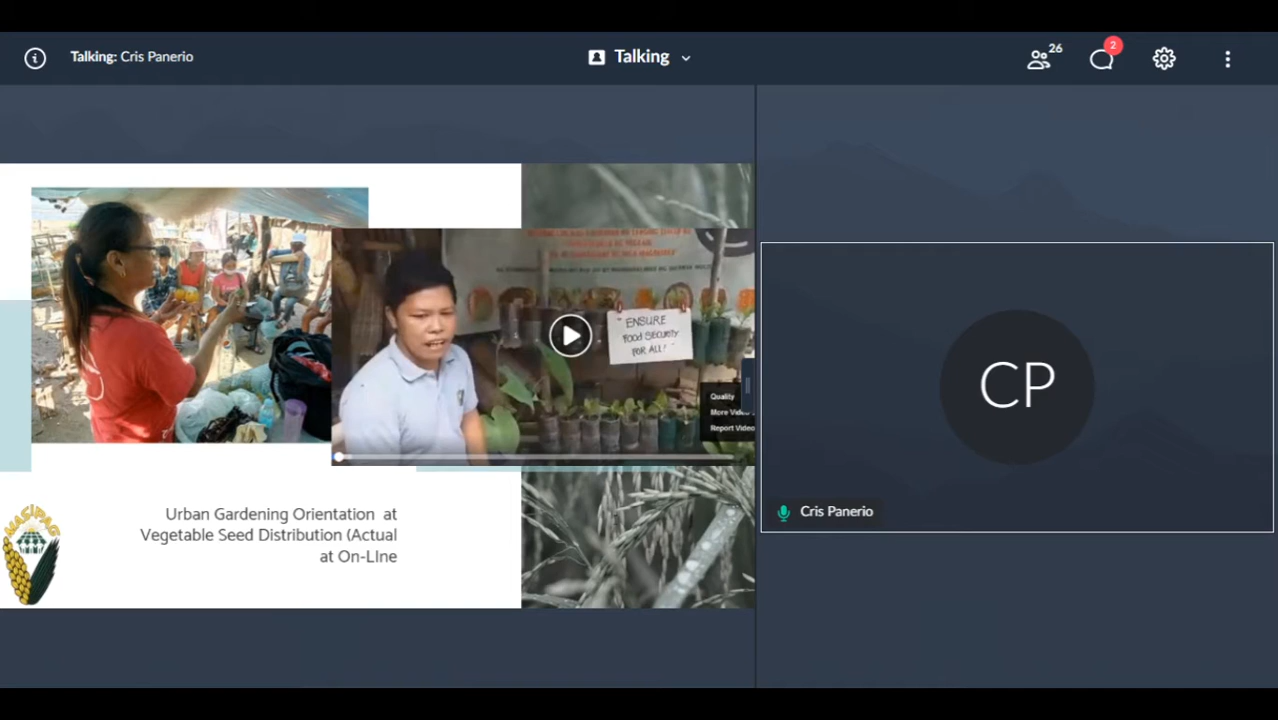 Talking: Cris Panerio
Talking
26
2
"ENSURE
FOOD SECURITY
FOR ALL!"
Quality
Report Video
MASIPAG
Urban Gardening Orientation at
Vegetable Seed Distribution (Actual
at On-LIne
CP
Cris Panerio